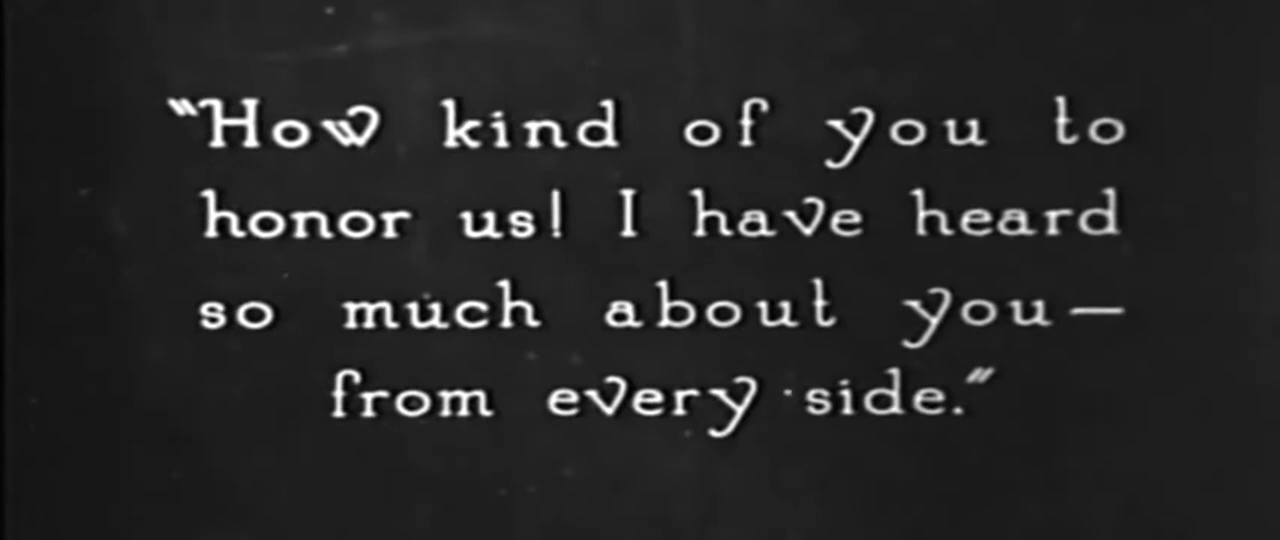 "How kind of you to
honor us! I have heard
so much about you—
from every side."